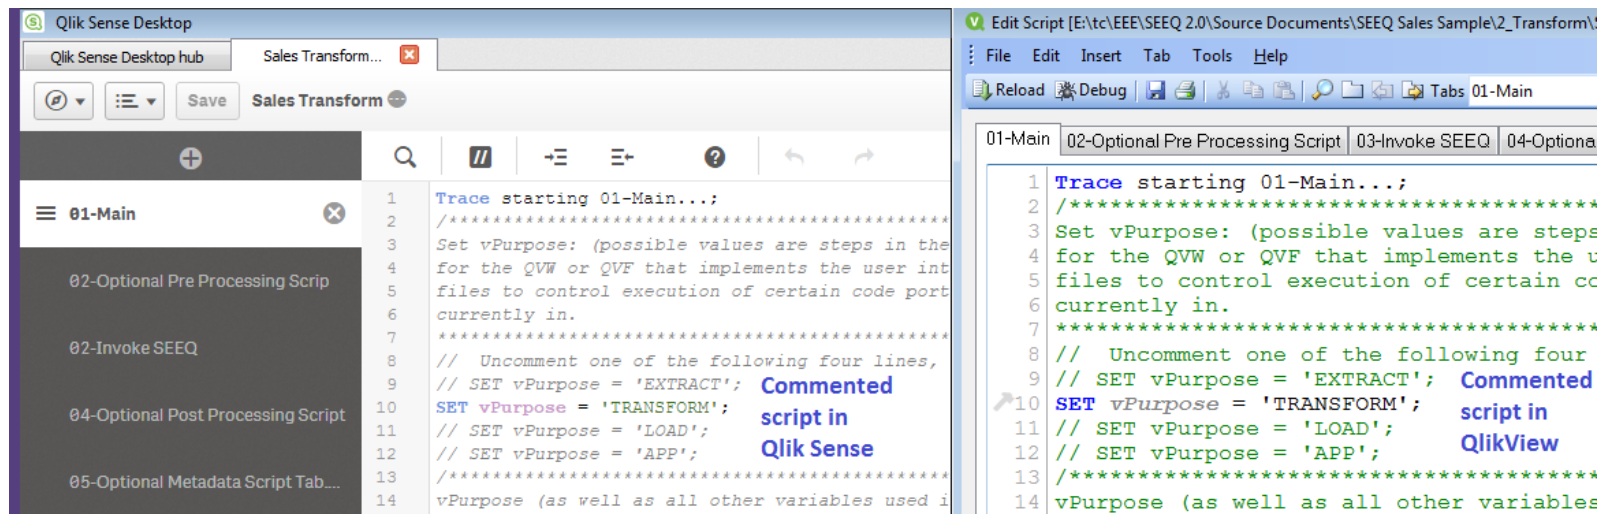 Qlik Sense Desktop
Qlik Sense Desktop hub
Sales Transform...
Save
Sales Transform
01-Main
02-Optional Pre Processing Scrip
02-Invoke SEEQ
04-Optional Post Processing Script
05-Optional Metadata Script Tab....
1 Trace starting 01-Main...;
2 /***********************************************
3 Set vPurpose: (possible values are steps in the
4 for the QVW or QVF that implements the user int
5 files to control execution of certain code port
6 currently in.
7 ************************************************
8 //  Uncomment one of the following four lines,
9 // SET vPurpose = 'EXTRACT';
10 SET vPurpose = 'TRANSFORM';
11 // SET vPurpose = 'LOAD';
12 // SET vPurpose = 'APP';
13 /***********************************************
14 vPurpose (as well as all other variables used i
Commented
script in
Qlik Sense
Edit Script [E:\tc\EEE\SEEQ 2.0\Source Documents\SEEQ Sales Sample\2_Transform\
File Edit Insert Tab Tools Help
Reload Debug Tabs 01-Main
01-Main 02-Optional Pre Processing Script 03-Invoke SEEQ 04-Optiona
1 Trace starting 01-Main...;
2 /***************************************
3 Set vPurpose: (possible values are steps
4 for the QVW or QVF that implements the u
5 files to control execution of certain co
6 currently in.
7 ****************************************
8 //  Uncomment one of the following four
9 // SET vPurpose = 'EXTRACT';
10 SET vPurpose = 'TRANSFORM';
11 // SET vPurpose = 'LOAD';
12 // SET vPurpose = 'APP';
13 /***************************************
14 vPurpose (as well as all other variables
Commented
script in
QlikView